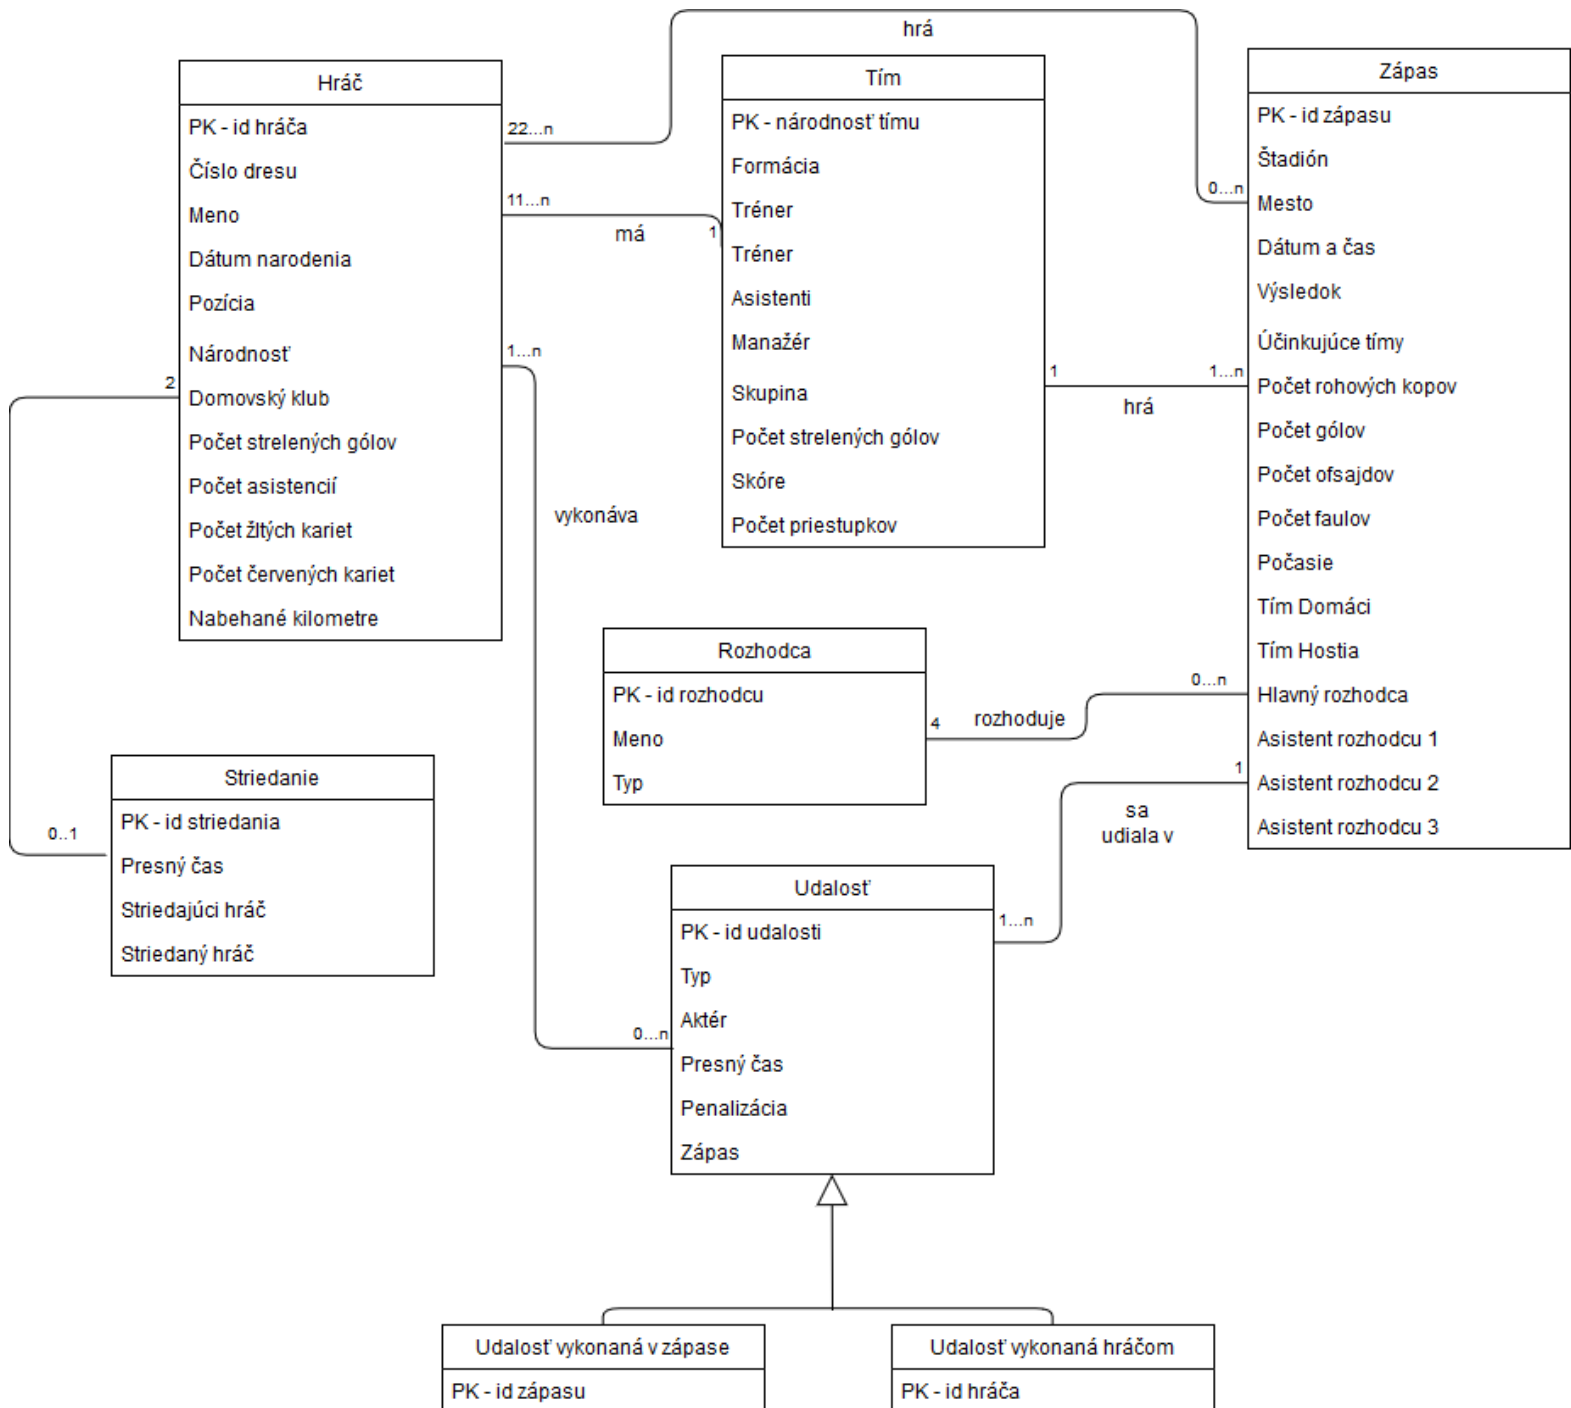 hrá
Hráč
PK - id hráča
Číslo dresu
Meno
Dátum narodenia
Pozícia
Národnosť
Domovský klub
Počet strelených gólov
Počet asistencií
Počet žltých kariet
Počet červených kariet
Nabehané kilometre
22...n
11...n
má
1
1...n
2
vykonáva
Tím
PK - národnosť tímu
Formácia
Tréner
Tréner
Asistenti
Manažér
Skupina
Počet strelených gólov
Skóre
Počet priestupkov
1
hrá
1...n
0...n
Zápas
PK - id zápasu
Štadión
Mesto
Dátum a čas
Výsledok
Účinkujúce tímy
Počet rohových kopov
Počet gólov
Počet ofsajdov
Počet faulov
Počasie
Tím Domáci
Tím Hostia
Hlavný rozhodca
Asistent rozhodcu 1
Asistent rozhodcu 2
Asistent rozhodcu 3
Rozhodca
PK - id rozhodcu
Meno
Typ
4
rozhoduje
0...n
1
sa
udiala v
1...n
Striedanie
PK - id striedania
Presný čas
Striedajúci hráč
Striedaný hráč
0..1
Udalosť
PK - id udalosti
Typ
Aktér
Presný čas
Penalizácia
Zápas
0...n
Udalosť vykonaná v zápase
PK - id zápasu
Udalosť vykonaná hráčom
PK - id hráča